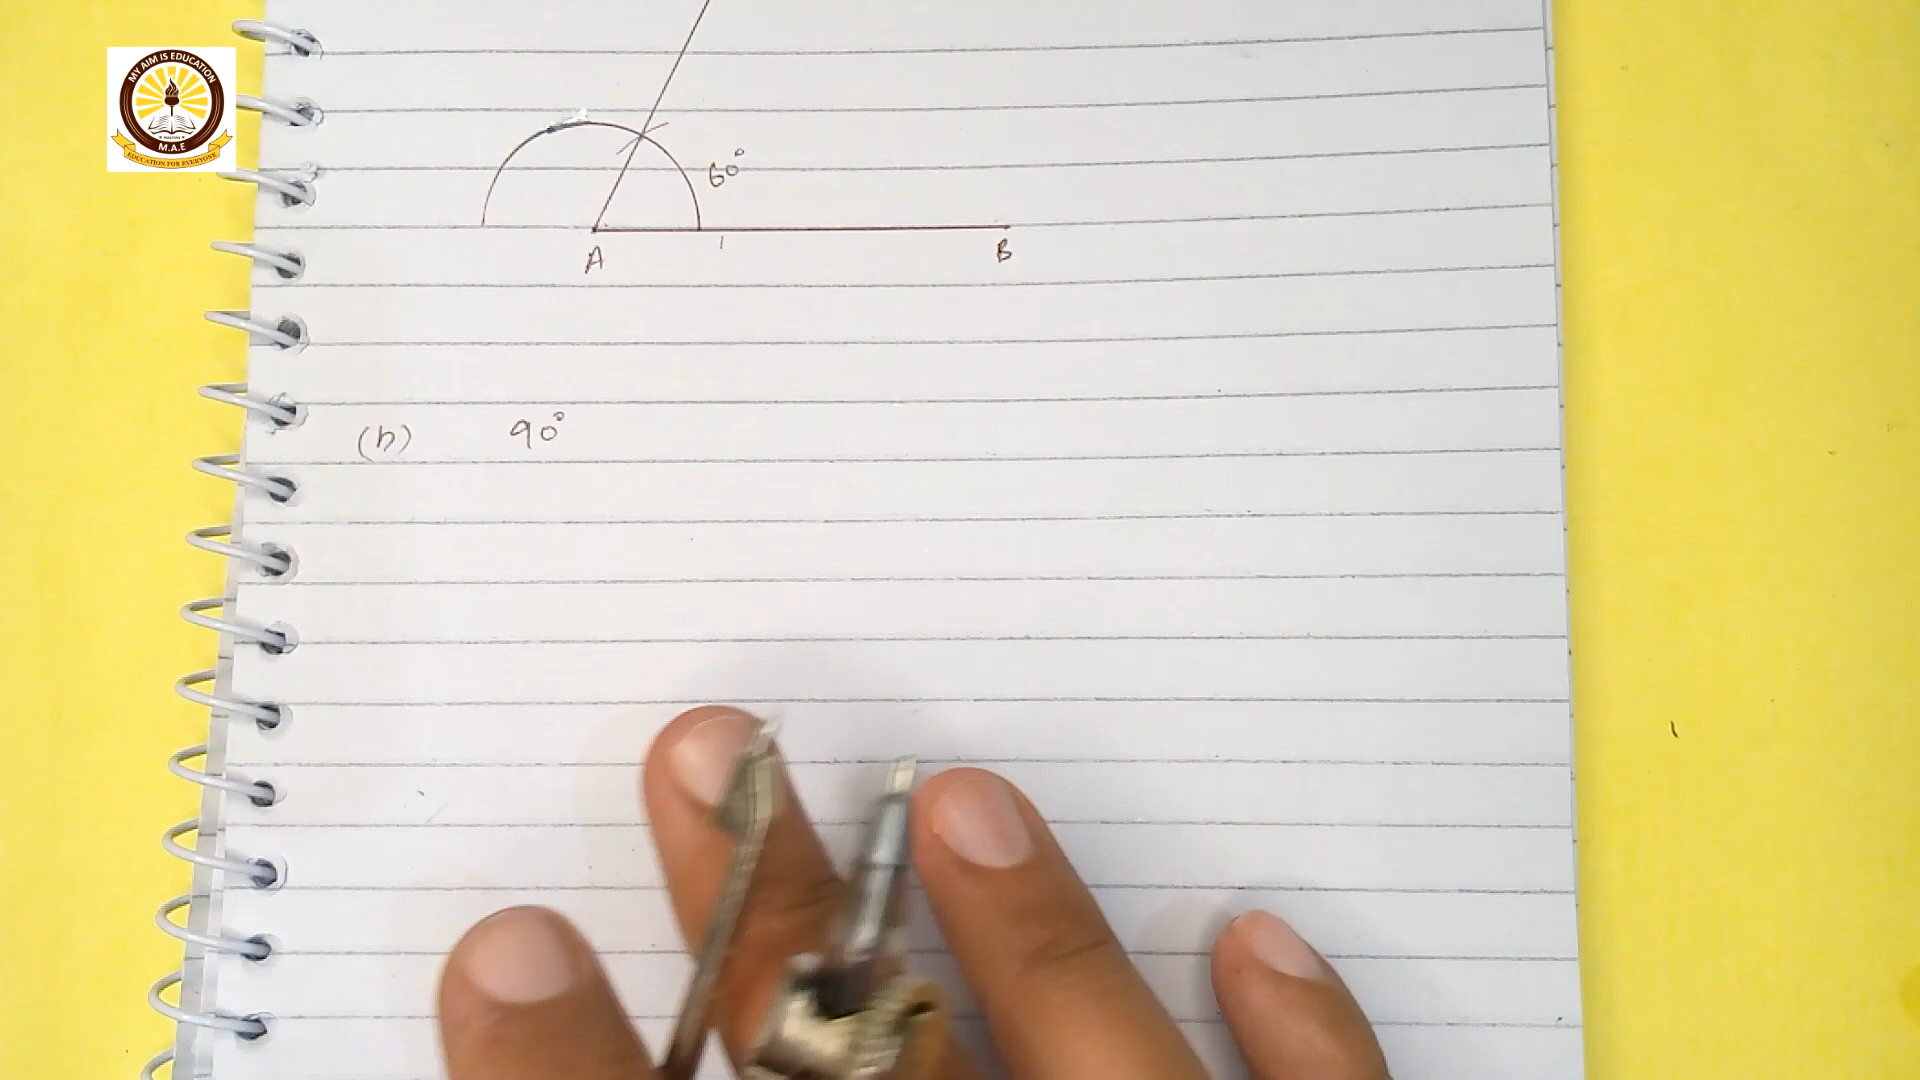 MY AIM IS EDUCATION
M.A.E
EDUCATION FOR EVERYONE
60°
A B
(b) 90°